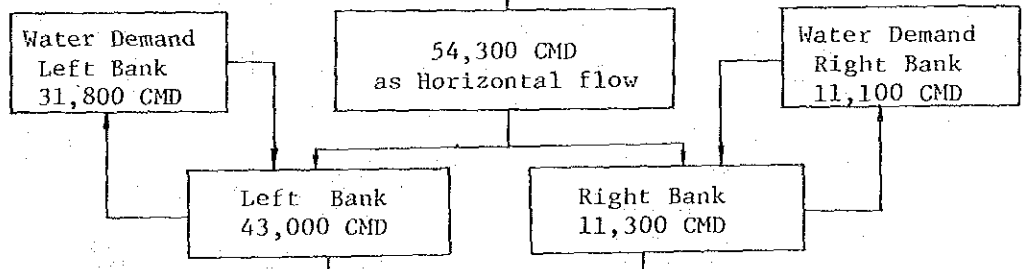 Water Demand
Left Bank
31,800 CMD
54,300 CMD
as Horizontal flow
Water Demand
Right Bank
11,100 CMD
Left Bank
43,000 CMD
Right Bank
11,300 CMD